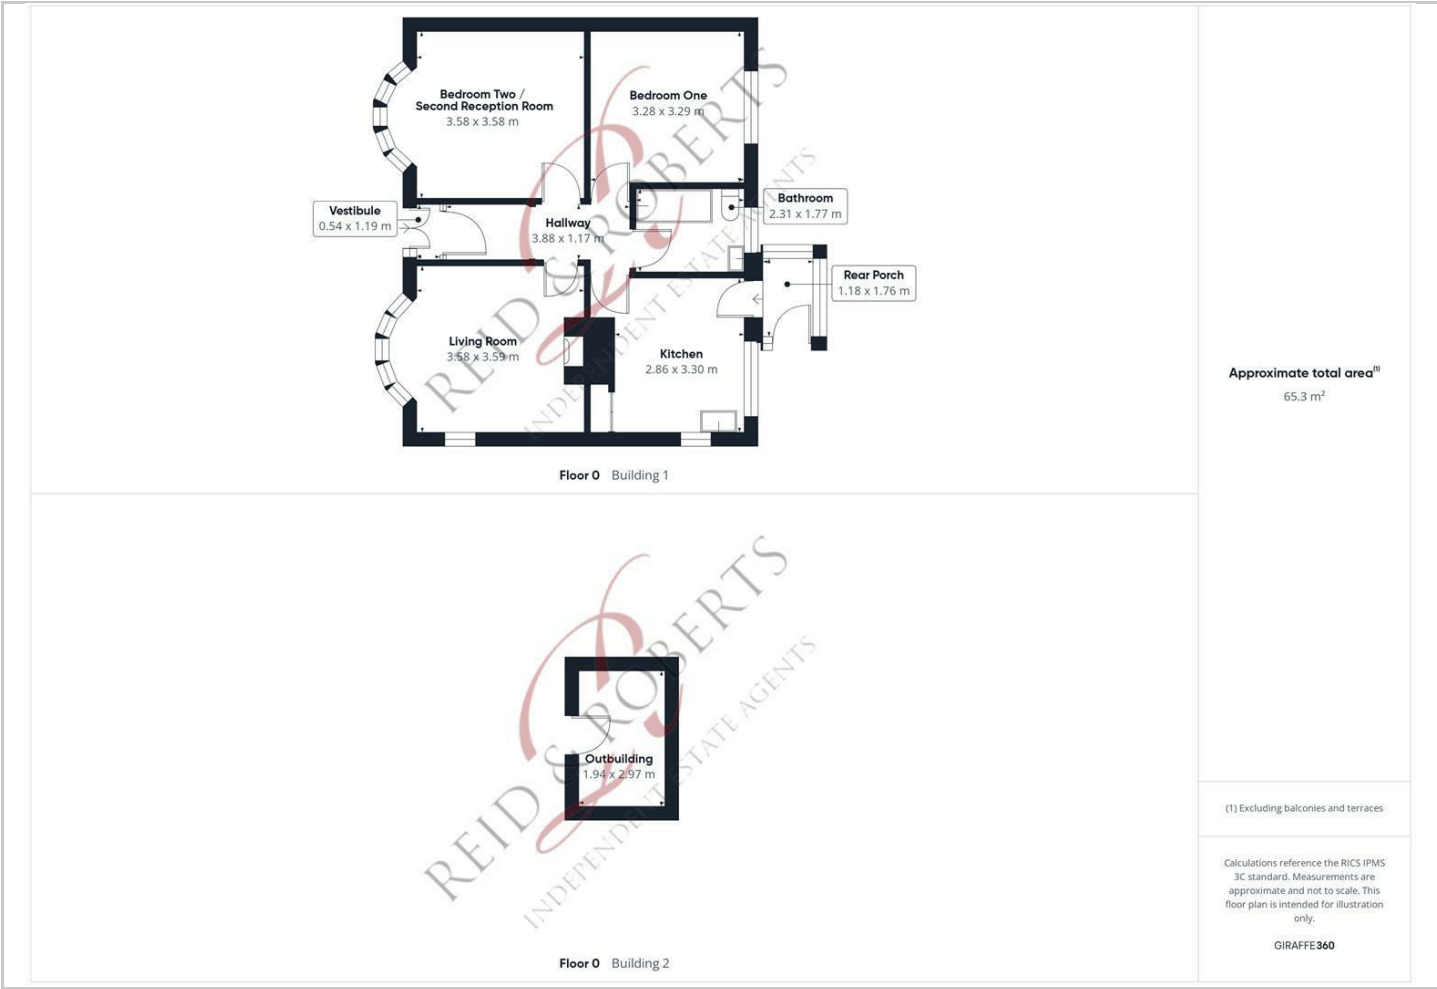 Bedroom Two /
Second Reception Room
3.58 x 3.58 m
Bedroom One
3.28 x 3.29 m
Vestibule
0.54 x 1.19 m
Hallway
3.88 x 1.17 m
Bathroom
2.31 x 1.77 m
Rear Porch
1.18 x 1.76 m
Living Room
3.58 x 3.59 m
Kitchen
2.86 x 3.30 m
REID & ROBERTS
INDEPENDENT ESTATE AGENTS
Floor 0 Building 1
Outbuilding
1.94 x 2.97 m
REID & ROBERTS
INDEPENDENT ESTATE AGENTS
Floor 0 Building 2
Approximate total area(1)
65.3 m²
(1) Excluding balconies and terraces
Calculations reference the RICS IPMS
3C standard. Measurements are
approximate and not to scale. This
floor plan is intended for illustration
only.
GIRAFFE360